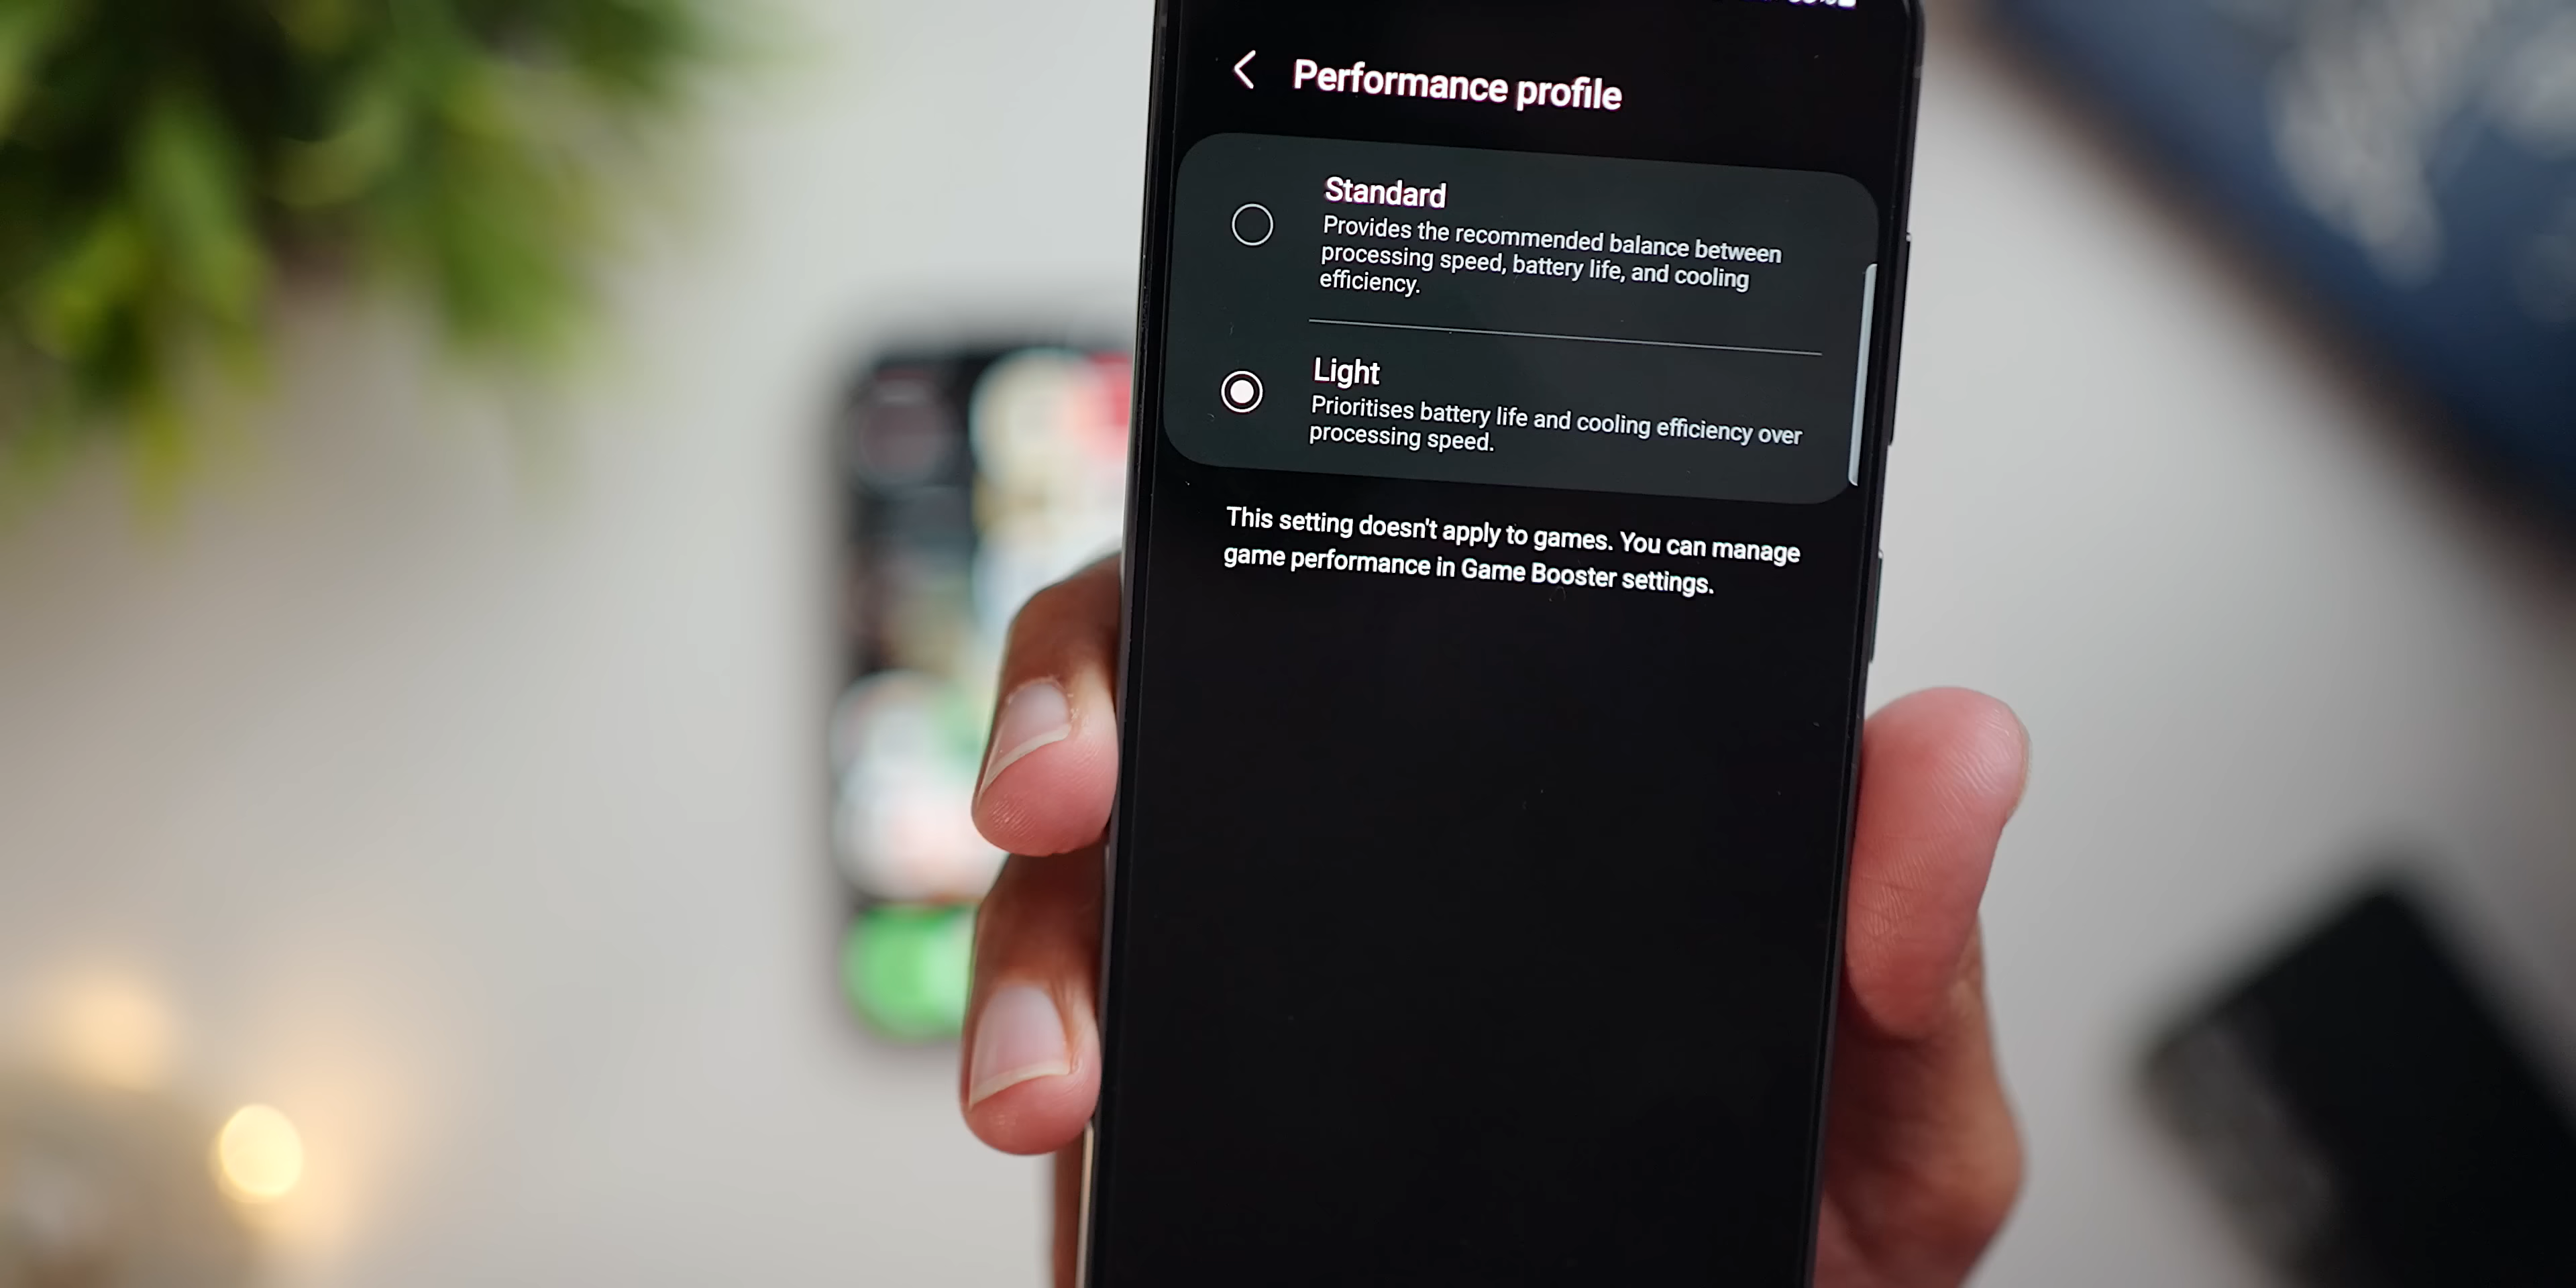 Performance profile
Standard
Provides the recommended balance between
processing speed, battery life, and cooling
efficiency.
Light
Prioritises battery life and cooling efficiency over
processing speed.
This setting doesn't apply to games. You can manage
game performance in Game Booster settings.